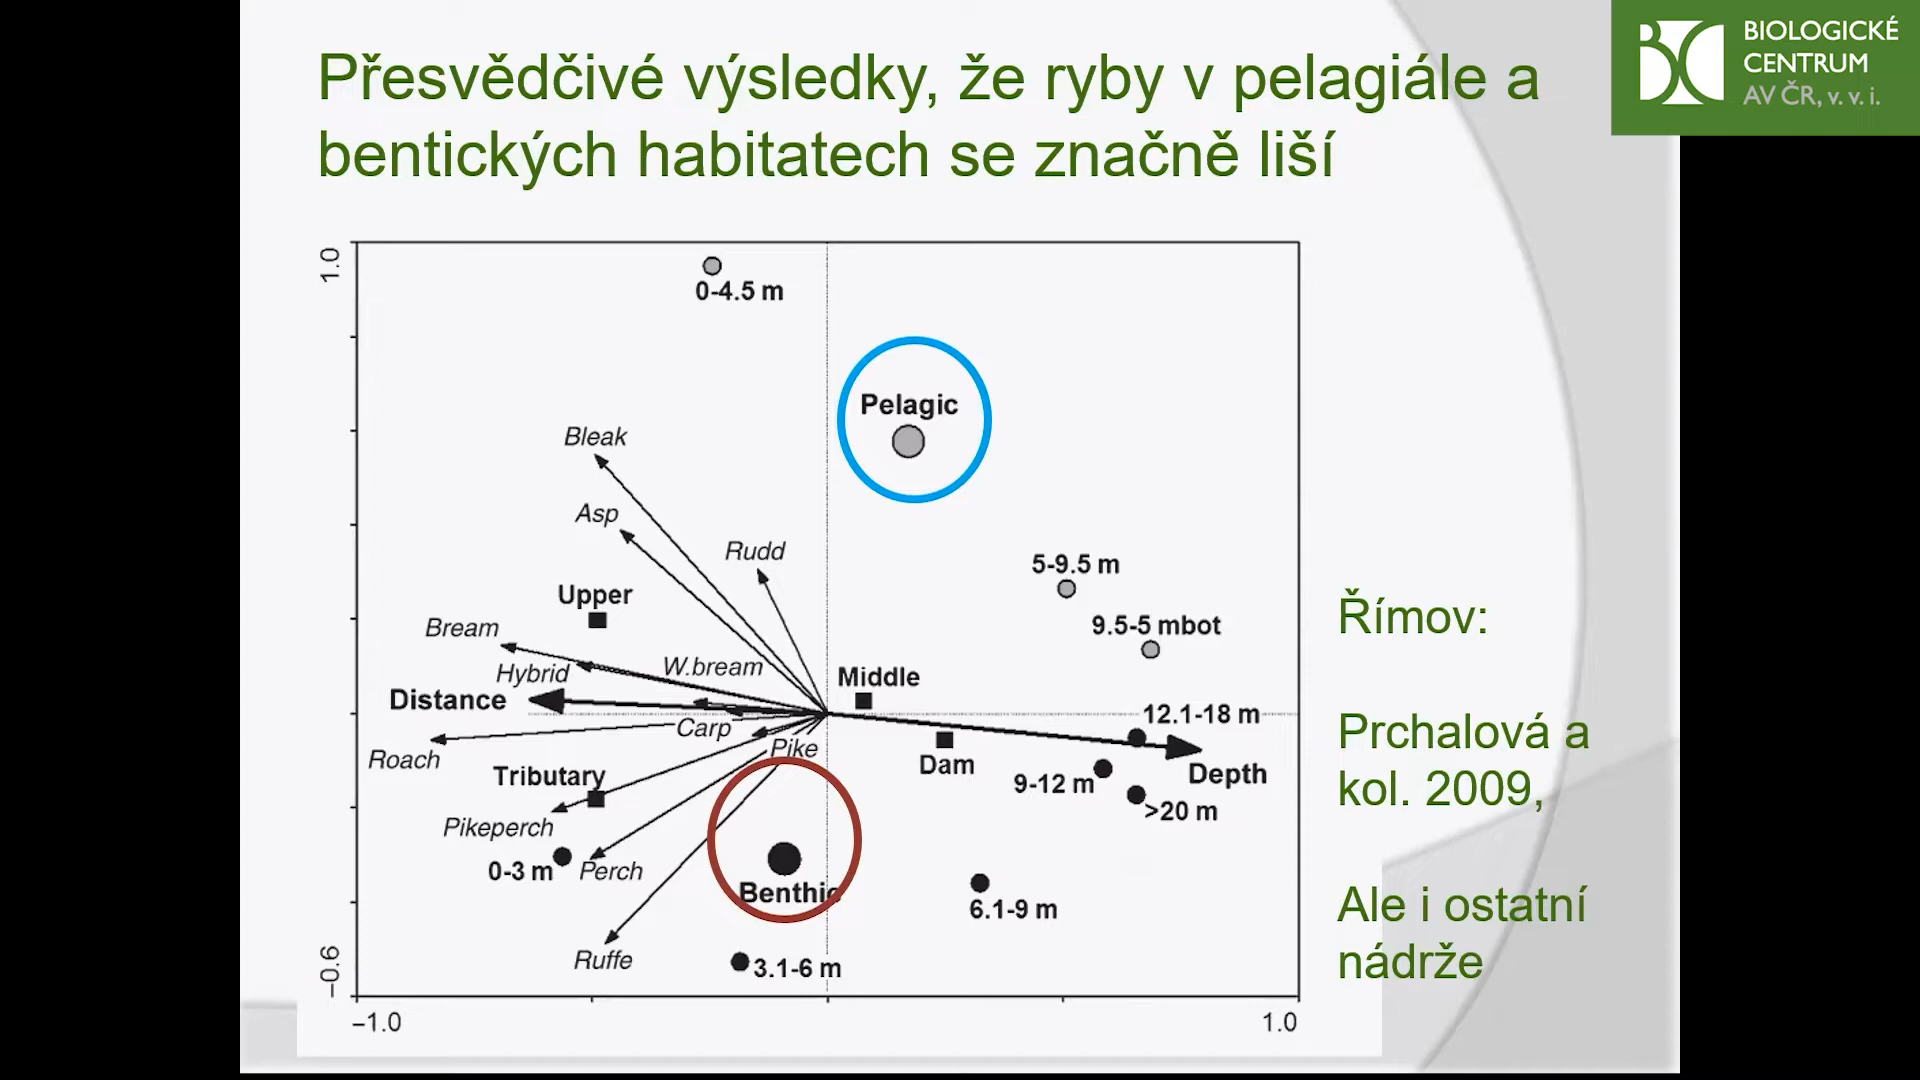 Přesvědčivé výsledky, že ryby v pelagiále a
bentických habitatech se značně liší
BIOLOGICKÉ
CENTRUM
AV ČR, v. v. i.
1.0
0-4.5 m
Pelagic
Bleak
Asp
Rudd
5-9.5 m
Upper
9.5-5 mbot
Bream
Hybrid
W.bream
Middle
Distance
12.1-18 m
Carp
Roach
Pike
Dam
Tributary
9-12 m
Depth
>20 m
Pikeperch
0-3 m
Perch
Benthic
6.1-9 m
Ruffe
3.1-6 m
−0.6
−1.0
1.0
Římov:
Prchalová a
kol. 2009,
Ale i ostatní
nádrže